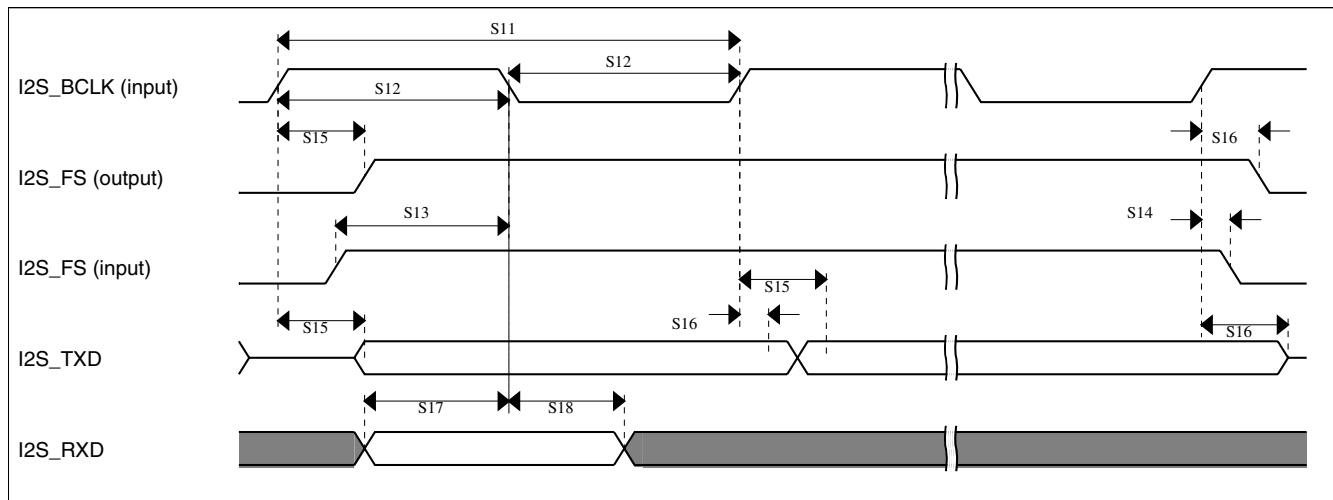 S11
I2S_BCLK (input)
S12
S12
S15
S16
I2S_FS (output)
S13
S14
I2S_FS (input)
S15
S16
S15
S16
I2S_TXD
S17
S18
I2S_RXD